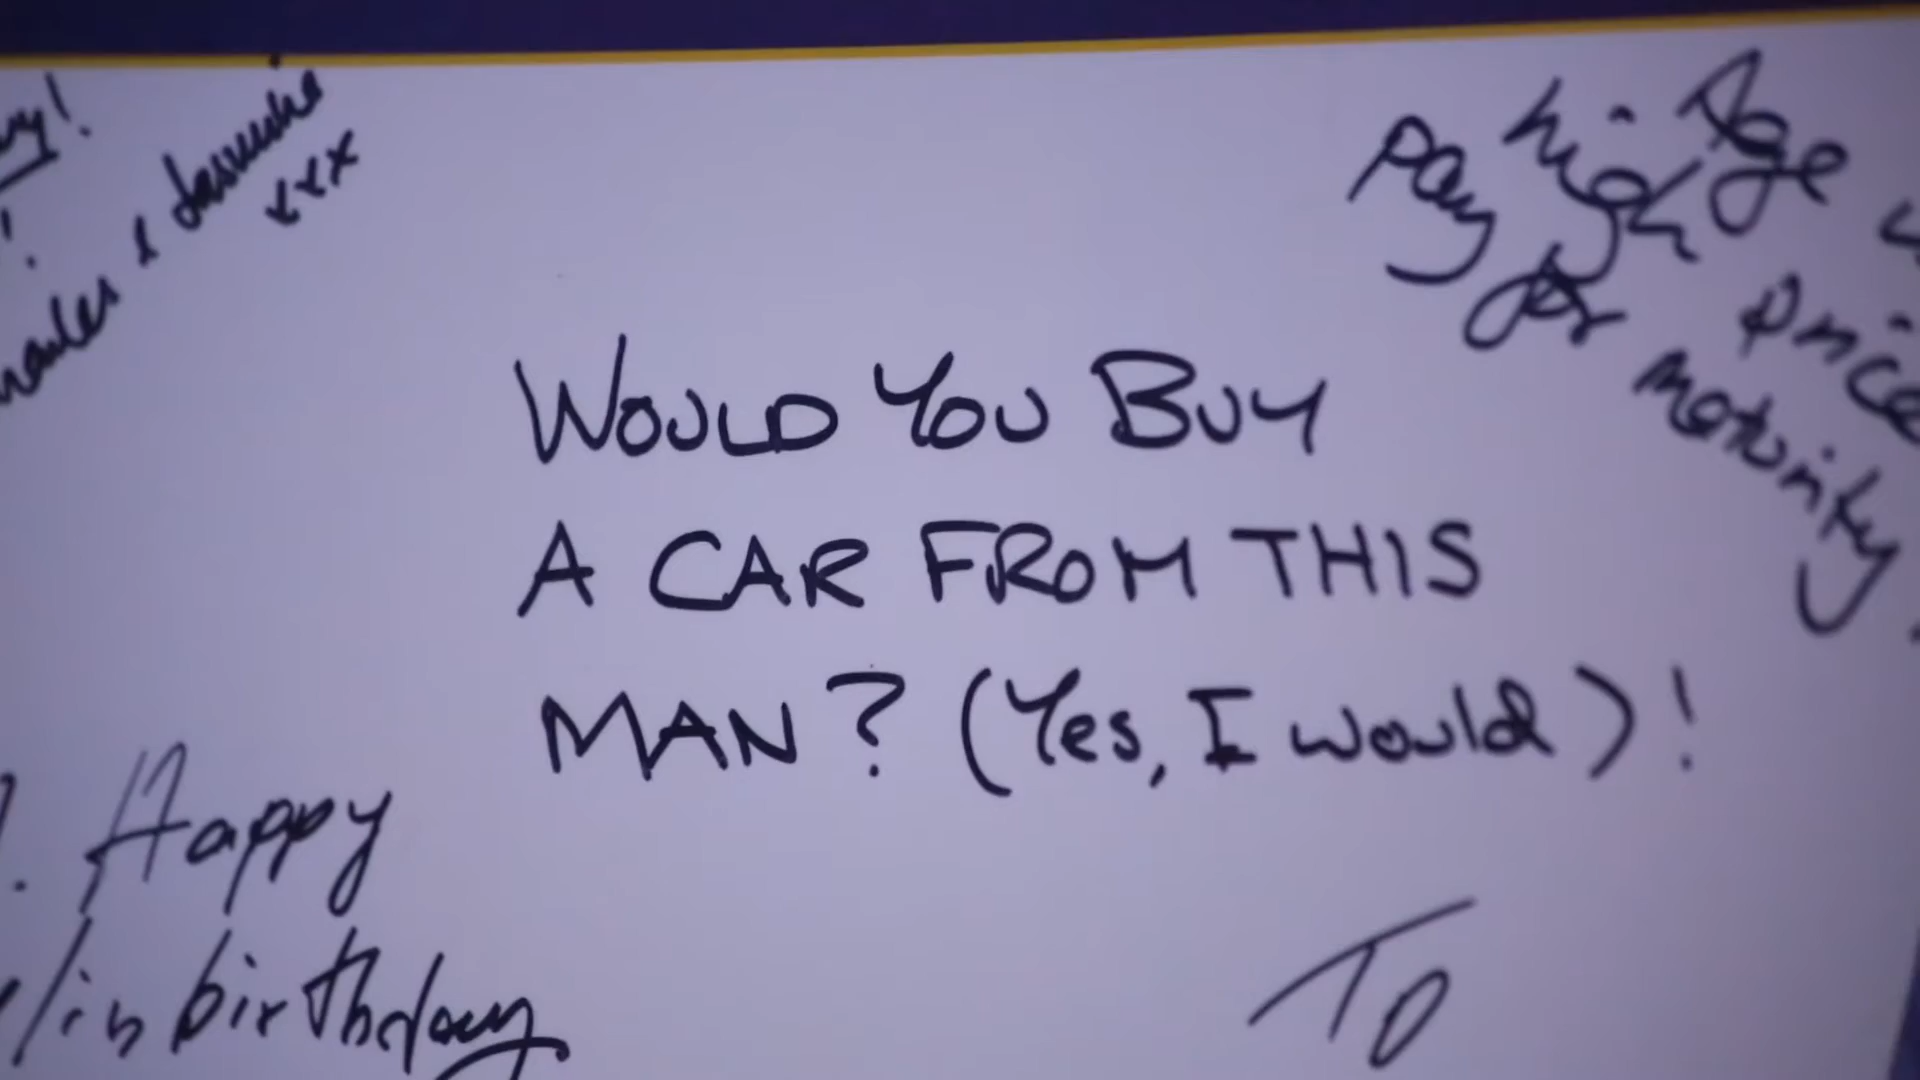 & Jasmine
xxx
WOULD YOU BUY
A CAR FROM THIS
MAN? (Yes, I would)!
Age
high price
pay for maturity
Happy
birthday
To